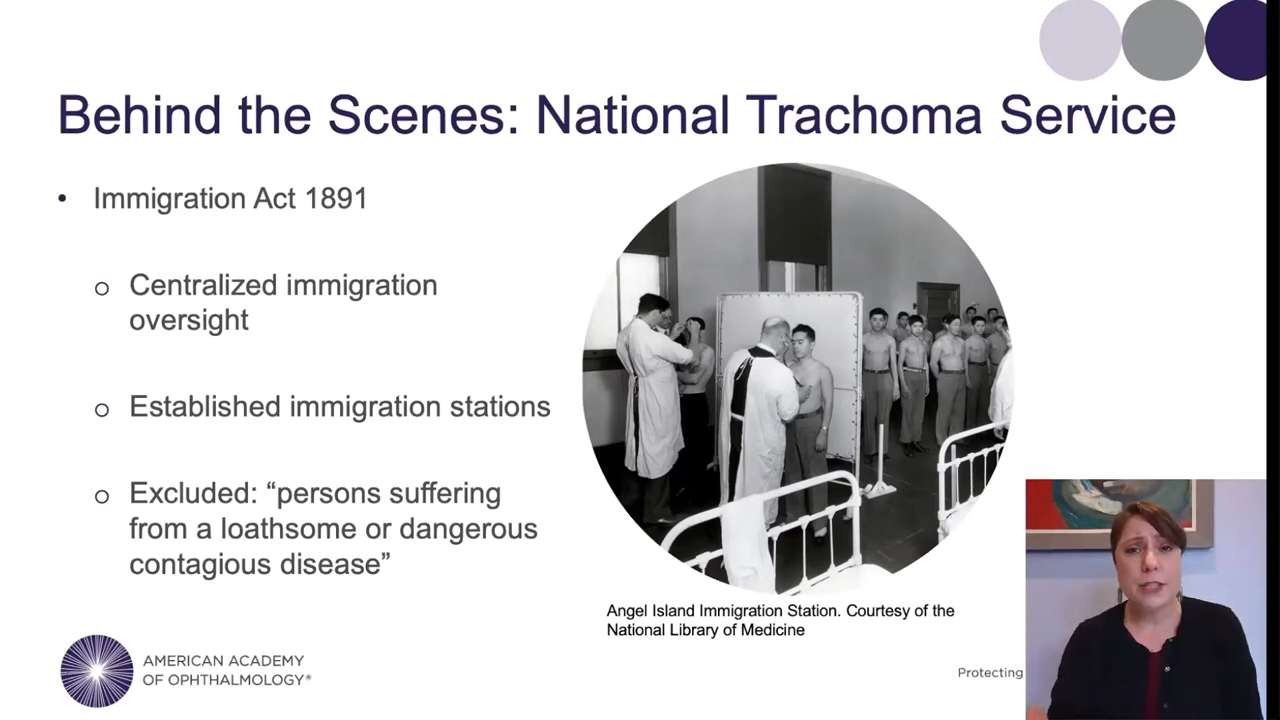 Behind the Scenes: National Trachoma Service
• Immigration Act 1891
o Centralized immigration
oversight
o Established immigration stations
o Excluded: “persons suffering
from a loathsome or dangerous
contagious disease”
Angel Island Immigration Station. Courtesy of the
National Library of Medicine
AMERICAN ACADEMY
OF OPHTHALMOLOGY®
Protecting